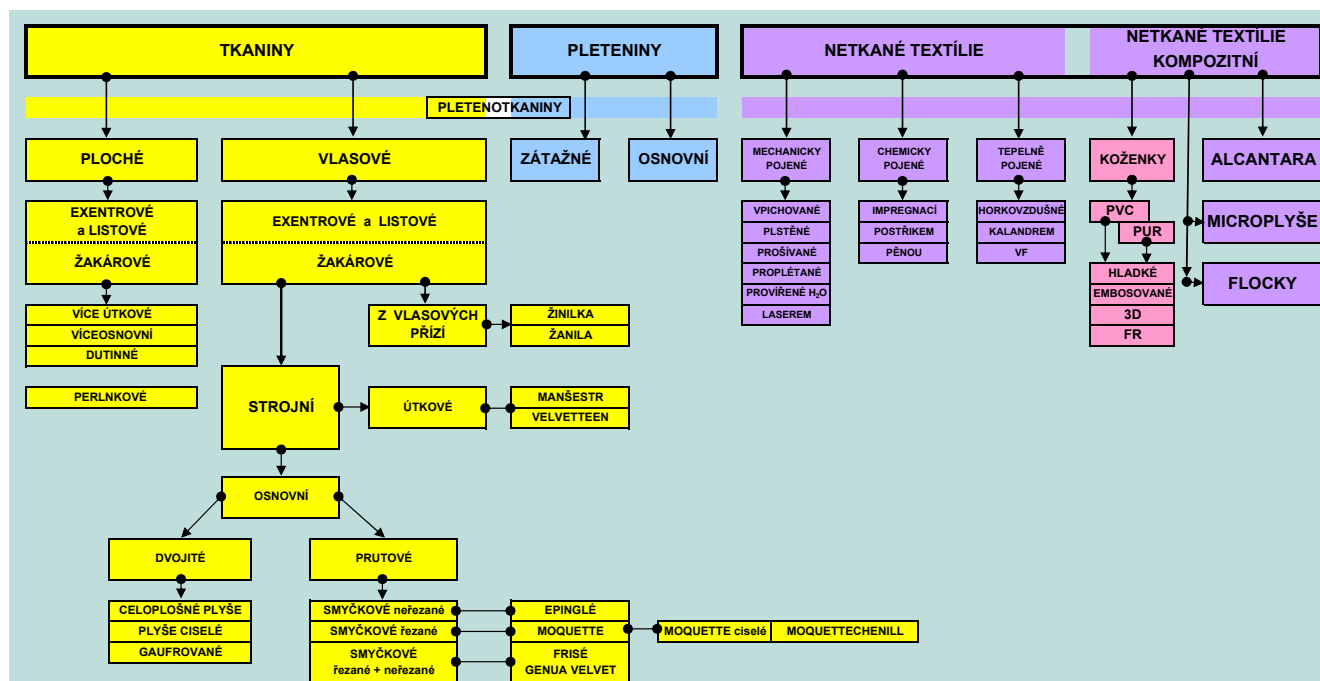 TKANINY
PLETENINY
NETKANÉ TEXTÍLIE
NETKANÉ TEXTÍLIE
KOMPOZITNÍ
PLETENOTKANINY
PLOCHÉ
VLASOVÉ
ZÁTAŽNÉ
OSNOVNÍ
MECHANICKY
POJENÉ
CHEMICKY
POJENÉ
TEPELNĚ
POJENÉ
KOŽENKY
ALCANTARA
EXENTROVÉ
a LISTOVÉ
ŽAKÁROVÉ
EXENTROVÉ a LISTOVÉ
ŽAKÁROVÉ
VPICHOVANÉ
PLSTĚNÉ
PROŠÍVANÉ
PROPLÉTANÉ
PROVÍŘENÉ H₂O
LASEREM
IMPREGNACÍ
POSTŘIKEM
PĚNOU
HORKOVZDUŠNÉ
KALANDREM
VF
PVC
PUR
HLADKÉ
EMBOSOVANÉ
3D
FR
MICROPLYŠE
FLOCKY
VÍCE ÚTKOVÉ
VÍCEOSNOVNÍ
DUTINNÉ
PERLNKOVÉ
Z VLASOVÝCH
PŘÍZÍ
ŽINILKA
ŽANILA
STROJNÍ
ÚTKOVÉ
MANŠESTR
VELVETTEEN
OSNOVNÍ
DVOJITÉ
PRUTOVÉ
CELOPLOŠNÉ PLYŠE
PLYŠE CISELÉ
GAUFROVANÉ
SMYČKOVÉ neřezané
SMYČKOVÉ řezané
SMYČKOVÉ
řezané + neřezané
EPINGLÉ
MOQUETTE
FRISÉ
GENUA VELVET
MOQUETTE ciselé
MOQUETTECHENILL